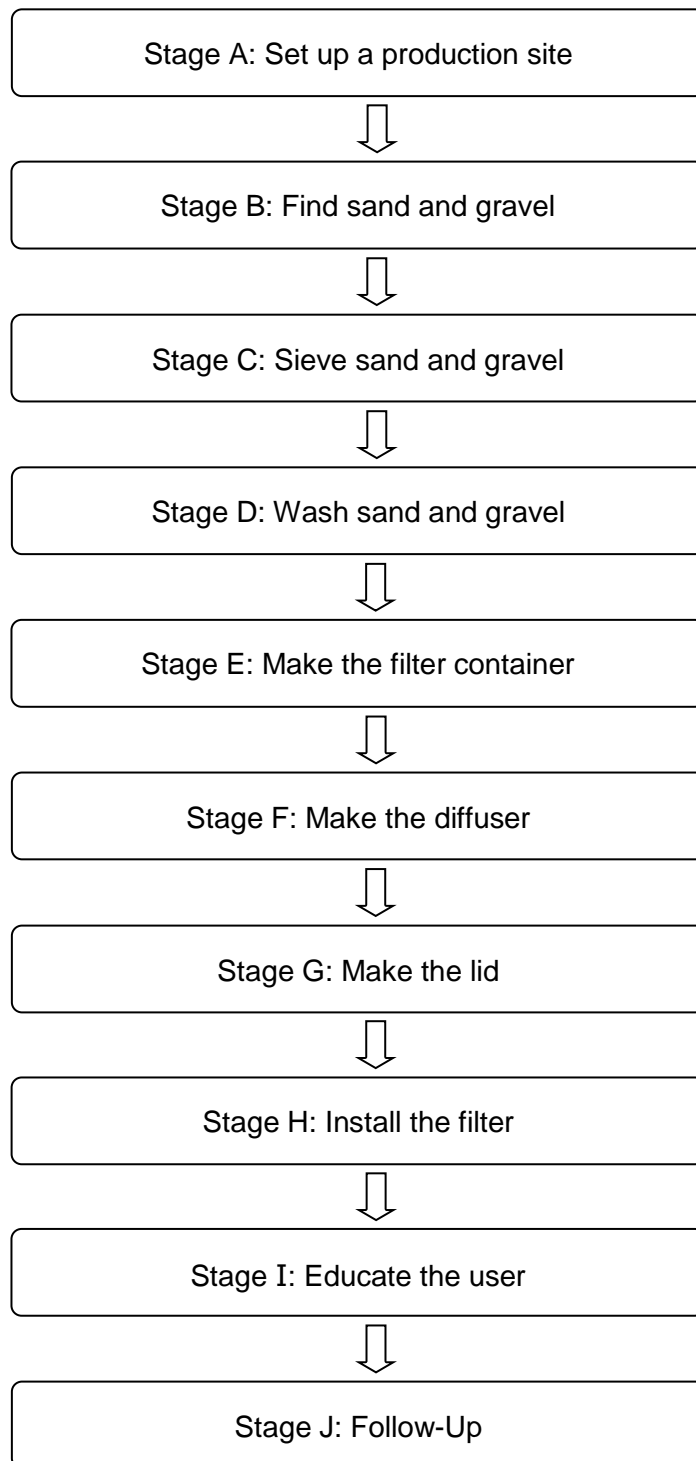 Stage A: Set up a production site
Stage B: Find sand and gravel
Stage C: Sieve sand and gravel
Stage D: Wash sand and gravel
Stage E: Make the filter container
Stage F: Make the diffuser
Stage G: Make the lid
Stage H: Install the filter
Stage I: Educate the user
Stage J: Follow-Up